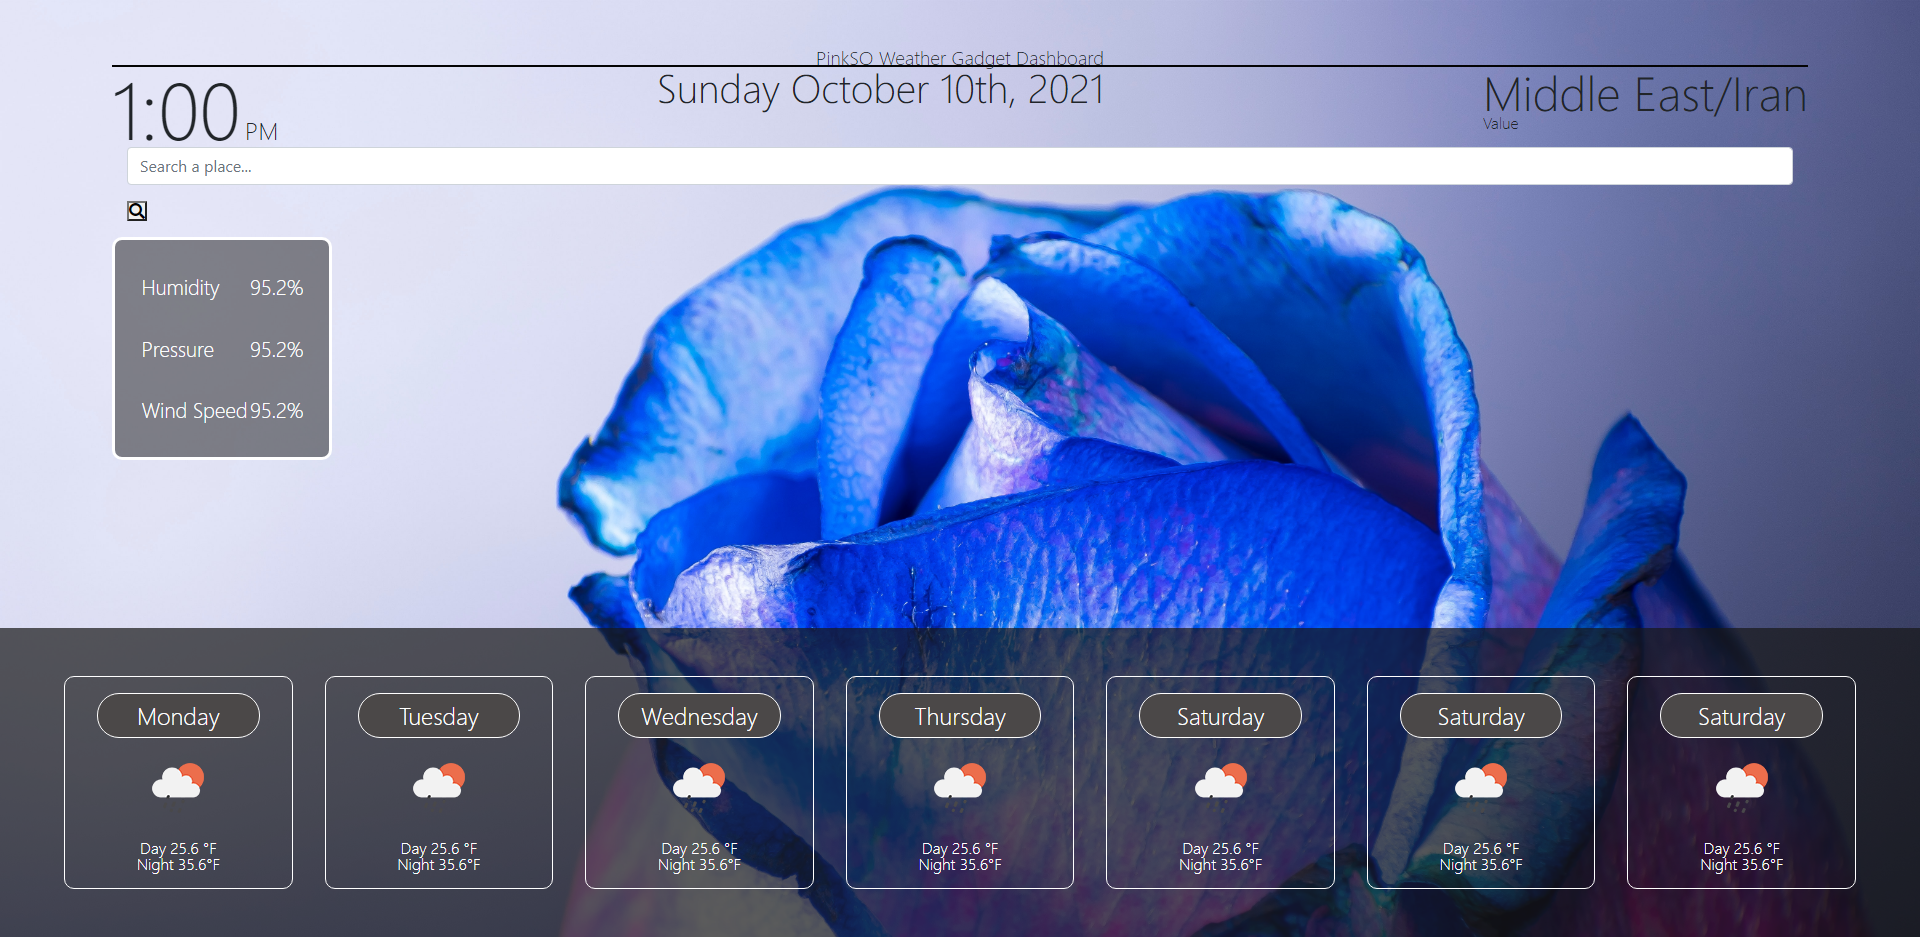 PinkSO Weather Gadget Dashboard
1:00 PM
Sunday October 10th, 2021
Middle East/Iran
Value
Search a place...
Humidity 95.2%
Pressure 95.2%
Wind Speed 95.2%
Monday
Day 25.6 °F
Night 35.6°F
Tuesday
Day 25.6 °F
Night 35.6°F
Wednesday
Day 25.6 °F
Night 35.6°F
Thursday
Day 25.6 °F
Night 35.6°F
Saturday
Day 25.6 °F
Night 35.6°F
Saturday
Day 25.6 °F
Night 35.6°F
Saturday
Day 25.6 °F
Night 35.6°F